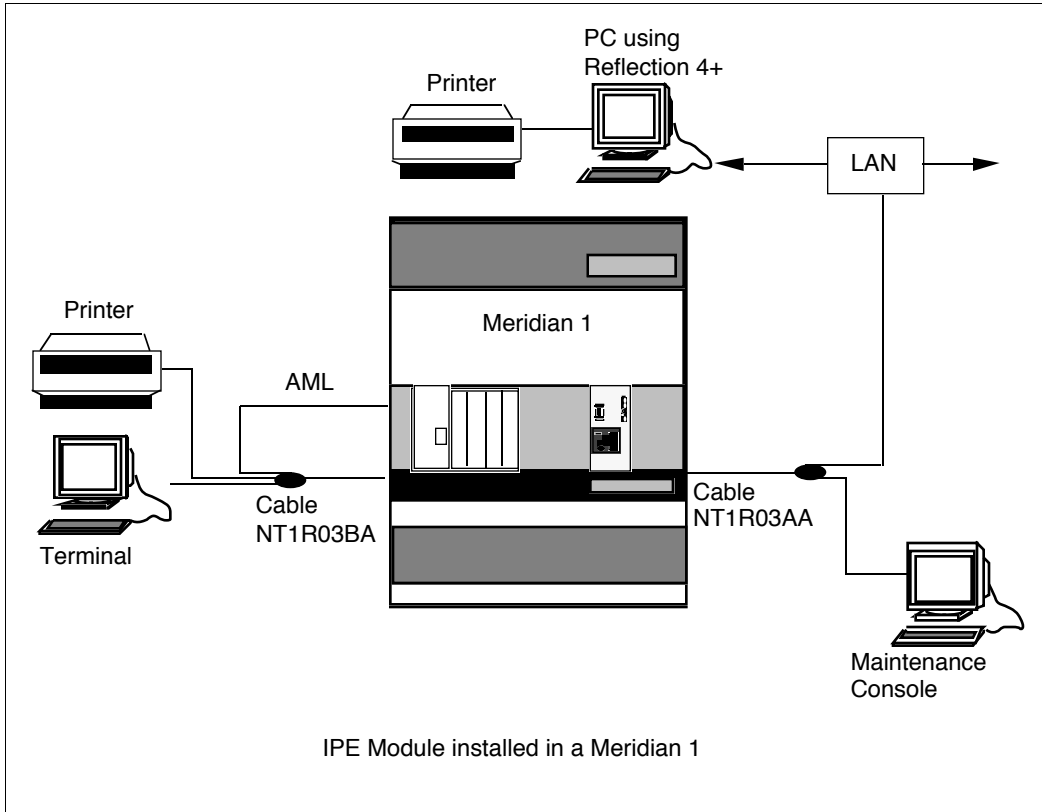 PC using
Reflection 4+
Printer
LAN
Printer
Meridian 1
AML
Cable
NT1R03BA
Cable
NT1R03AA
Terminal
Maintenance
Console
IPE Module installed in a Meridian 1